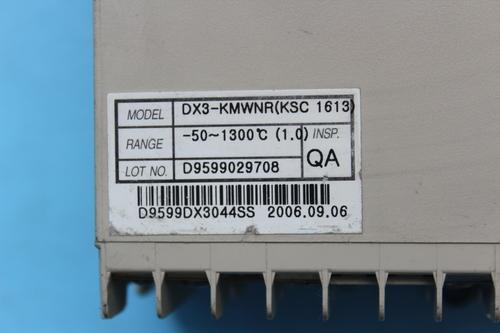 MODEL DX3-KMWNR(KSC 1613)
RANGE -50~1300℃ (1.0) INSP.
LOT NO. D9599029708 QA
D9599DX3044SS 2006.09.06